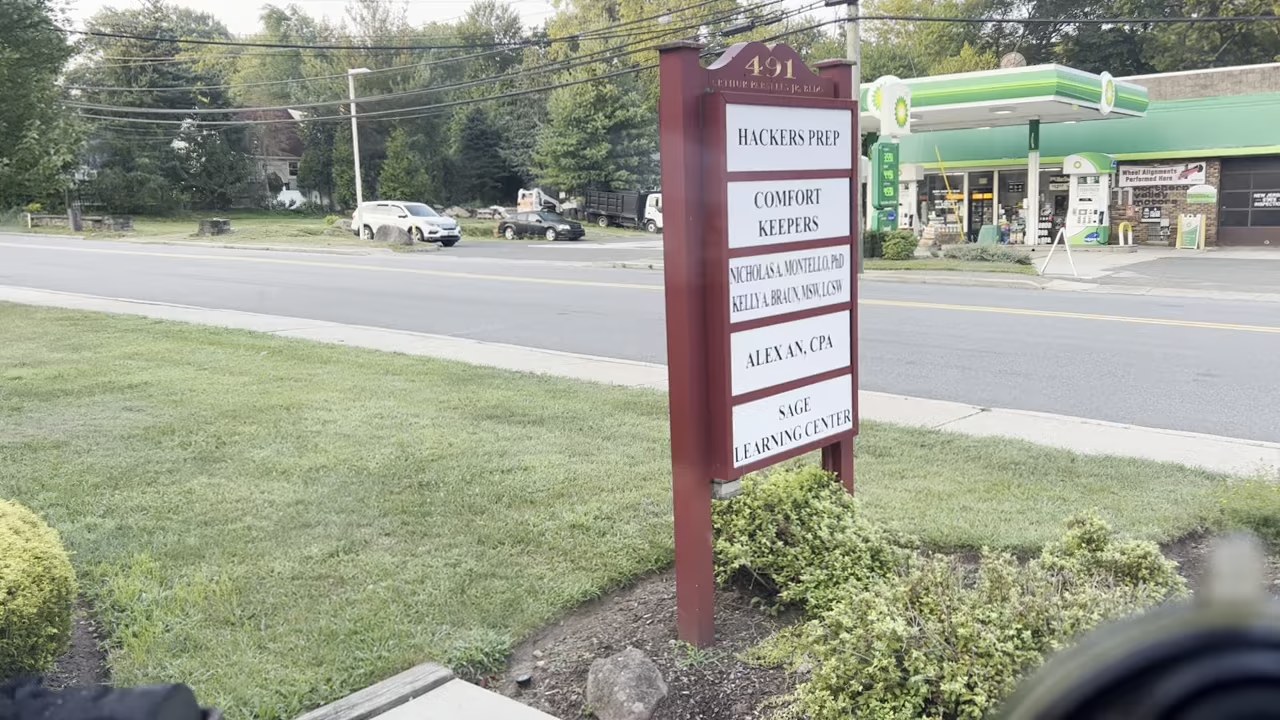 491
HACKERS PREP
COMFORT
KEEPERS
NICHOLAS A. MONTELLO, PhD
KELLY A. BRAUN, MSW, LCSW
ALEX AN, CPA
SAGE
LEARNING CENTER
Wheel Alignments
Performed Here